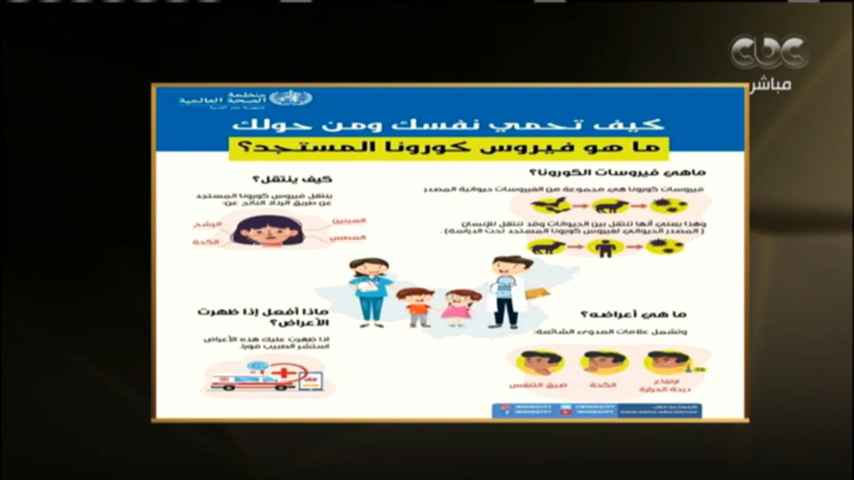 CBC
مباشر
منظمة
الصحة العالمية
كيف تحمي نفسك ومن حولك
ما هو فيروس كورونا المستجد؟
ماهي فيروسات الكورونا؟
فيروسات كورونا هي مجموعة من الفيروسات حيوانية المصدر
وهذا يعني أنها تنتقل بين الحيوانات وقد تنتقل للإنسان
( المصدر الحيواني لفيروس كورونا المستجد تحت الدراسة) .
كيف ينتقل؟
ينتقل فيروس كورونا المستجد
عن طريق الرذاذ الناتج عن:
العينين
الرشح
العطس
الكحة
ما هي أعراضه؟
وتشمل علامات العدوى الشائعة:
ارتفاع
درجة الحرارة
الكحة
ضيق التنفس
ماذا أفعل إذا ظهرت
الأعراض؟
اذا ظهرت عليك هذه الأعراض
استشر الطبيب فورا.